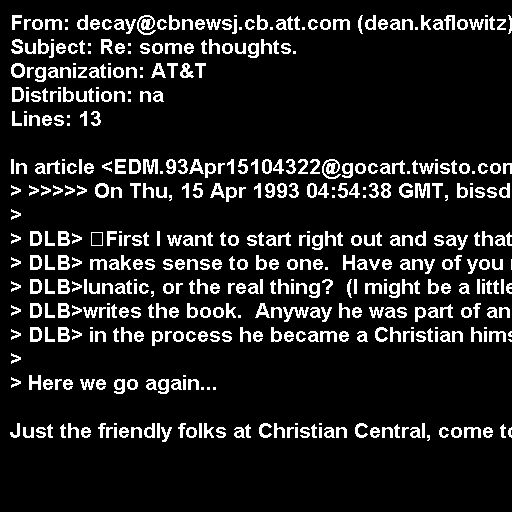 From: decay@cbnewsj.cb.att.com (dean.kaflowitz)
Subject: Re: some thoughts.
Organization: AT&T
Distribution: na
Lines: 13

In article <EDM.93Apr15104322@gocart.twisto.com
> >>>>> On Thu, 15 Apr 1993 04:54:38 GMT, bissd
>
> DLB> First I want to start right out and say that
> DLB> makes sense to be one.  Have any of you
> DLB>lunatic, or the real thing?  (I might be a little
> DLB>writes the book.  Anyway he was part of an
> DLB> in the process he became a Christian hims
>
> Here we go again...

Just the friendly folks at Christian Central, come to